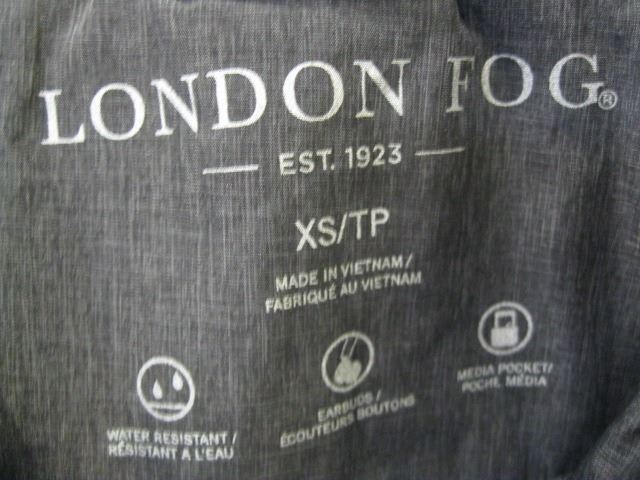 LONDON FOG®
EST. 1923
XS/TP
MADE IN VIETNAM /
FABRIQUÉ AU VIETNAM
WATER RESISTANT /
RÉSISTANT A L'EAU
EARBUDS /
ÉCOUTEURS BOUTONS
MEDIA POCKET/
POCHE MÉDIA